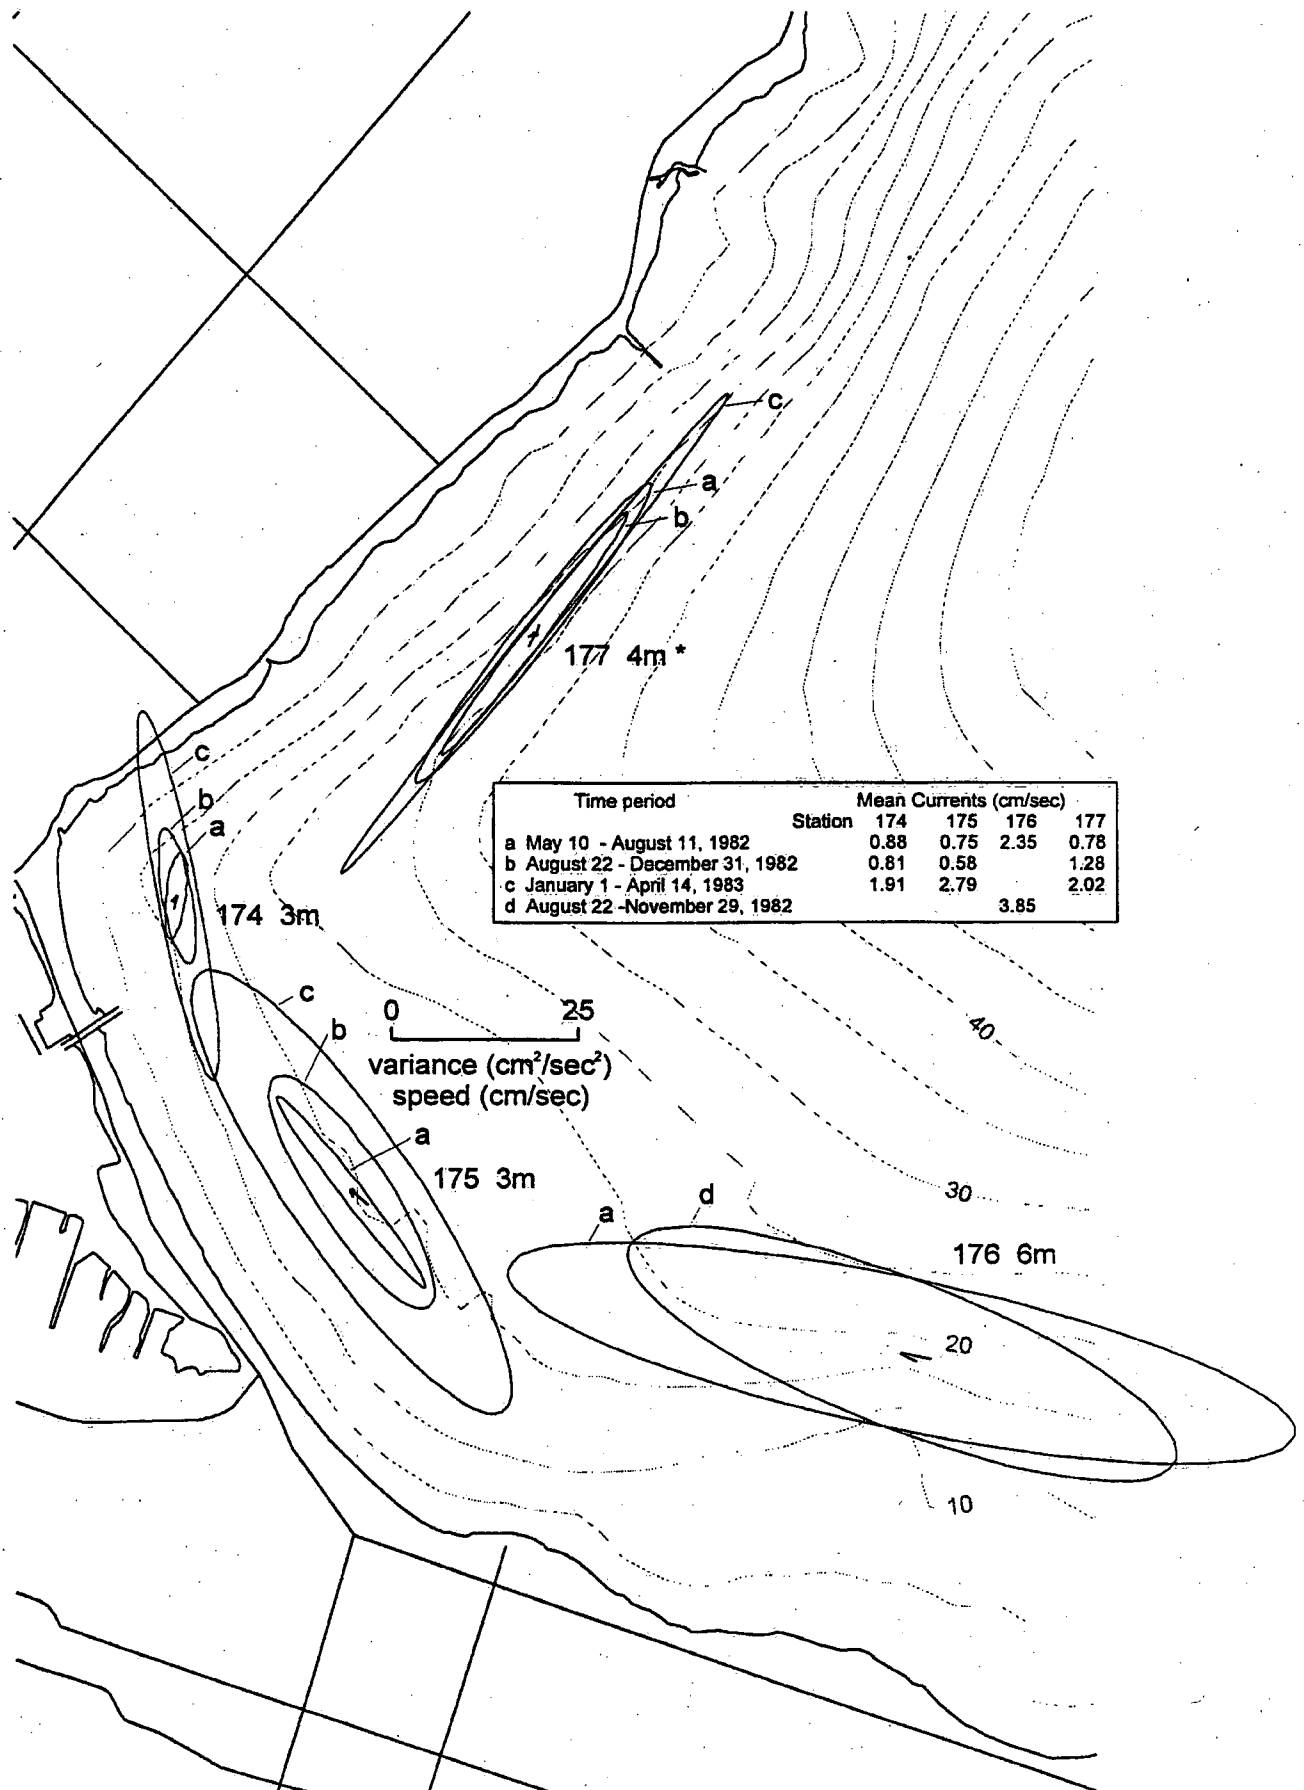 c
a
b
177 4m *
c
b
a
174 3m
Time period Mean Currents (cm/sec)
Station 174 175 176 177
a May 10 - August 11, 1982 0.88 0.75 2.35 0.78
b August 22 - December 31, 1982 0.81 0.58 1.28
c January 1 - April 14, 1983 1.91 2.79 2.02
d August 22 -November 29, 1982 3.85
c
b
0 25
variance (cm²/sec²)
speed (cm/sec)
40
a
175 3m
30
a
d
176 6m
20
10